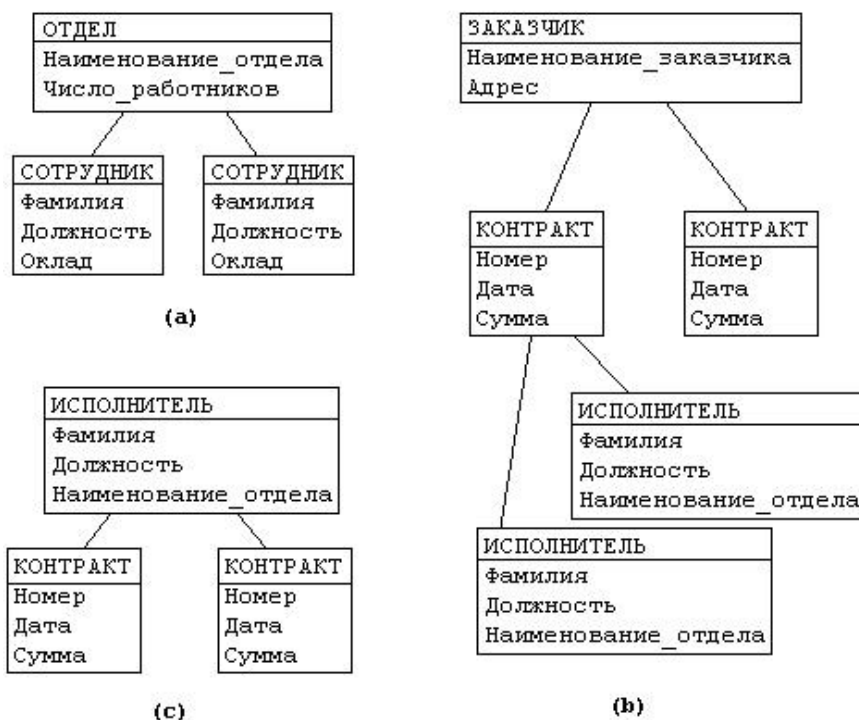 ОТДЕЛ
Наименование_отдела
Число_работников
СОТРУДНИК
Фамилия
Должность
Оклад
СОТРУДНИК
Фамилия
Должность
Оклад
(a)
ЗАКАЗЧИК
Наименование_заказчика
Адрес
КОНТРАКТ
Номер
Дата
Сумма
КОНТРАКТ
Номер
Дата
Сумма
ИСПОЛНИТЕЛЬ
Фамилия
Должность
Наименование_отдела
ИСПОЛНИТЕЛЬ
Фамилия
Должность
Наименование_отдела
(b)
ИСПОЛНИТЕЛЬ
Фамилия
Должность
Наименование_отдела
КОНТРАКТ
Номер
Дата
Сумма
КОНТРАКТ
Номер
Дата
Сумма
(c)